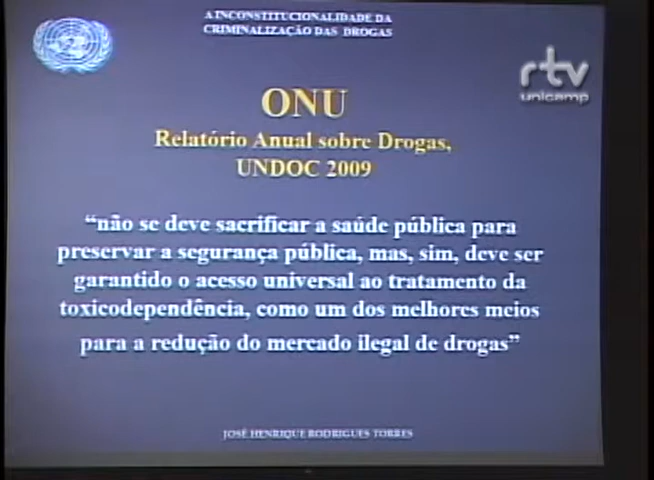 A INCONSTITUCIONALIDADE DA
CRIMINALIZAÇÃO DAS DROGAS
rtv
unicamp
ONU
Relatório Anual sobre Drogas,
UNDOC 2009
“não se deve sacrificar a saúde pública para
preservar a segurança pública, mas, sim, deve ser
garantido o acesso universal ao tratamento da
toxicodependência, como um dos melhores meios
para a redução do mercado ilegal de drogas”
JOSÉ HENRIQUE RODRIGUES TORRES